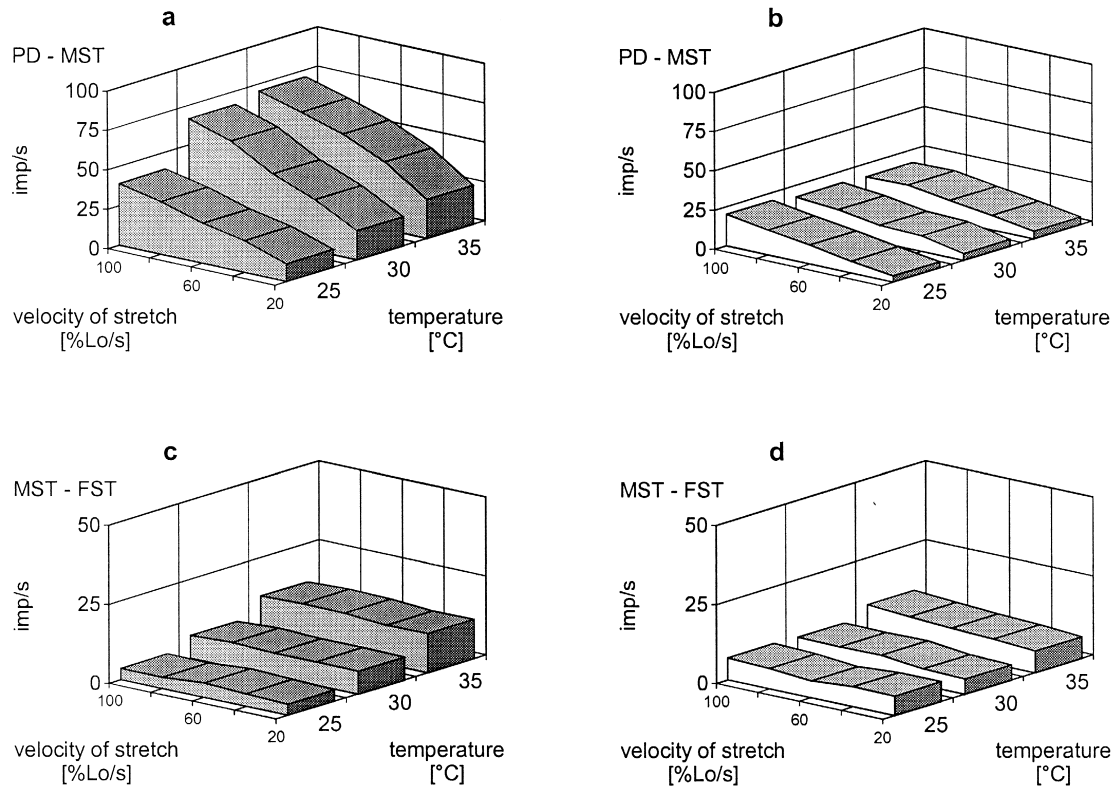 a
PD - MST
100
75
50
25
0
imp/s
100
60
20
25
30
35
velocity of stretch
[%Lo/s]
temperature
[°C]
b
PD - MST
100
75
50
25
0
imp/s
100
60
20
25
30
35
velocity of stretch
[%Lo/s]
temperature
[°C]
c
MST - FST
50
25
0
imp/s
100
60
20
25
30
35
velocity of stretch
[%Lo/s]
temperature
[°C]
d
MST - FST
50
25
0
imp/s
100
60
20
25
30
35
velocity of stretch
[%Lo/s]
temperature
[°C]